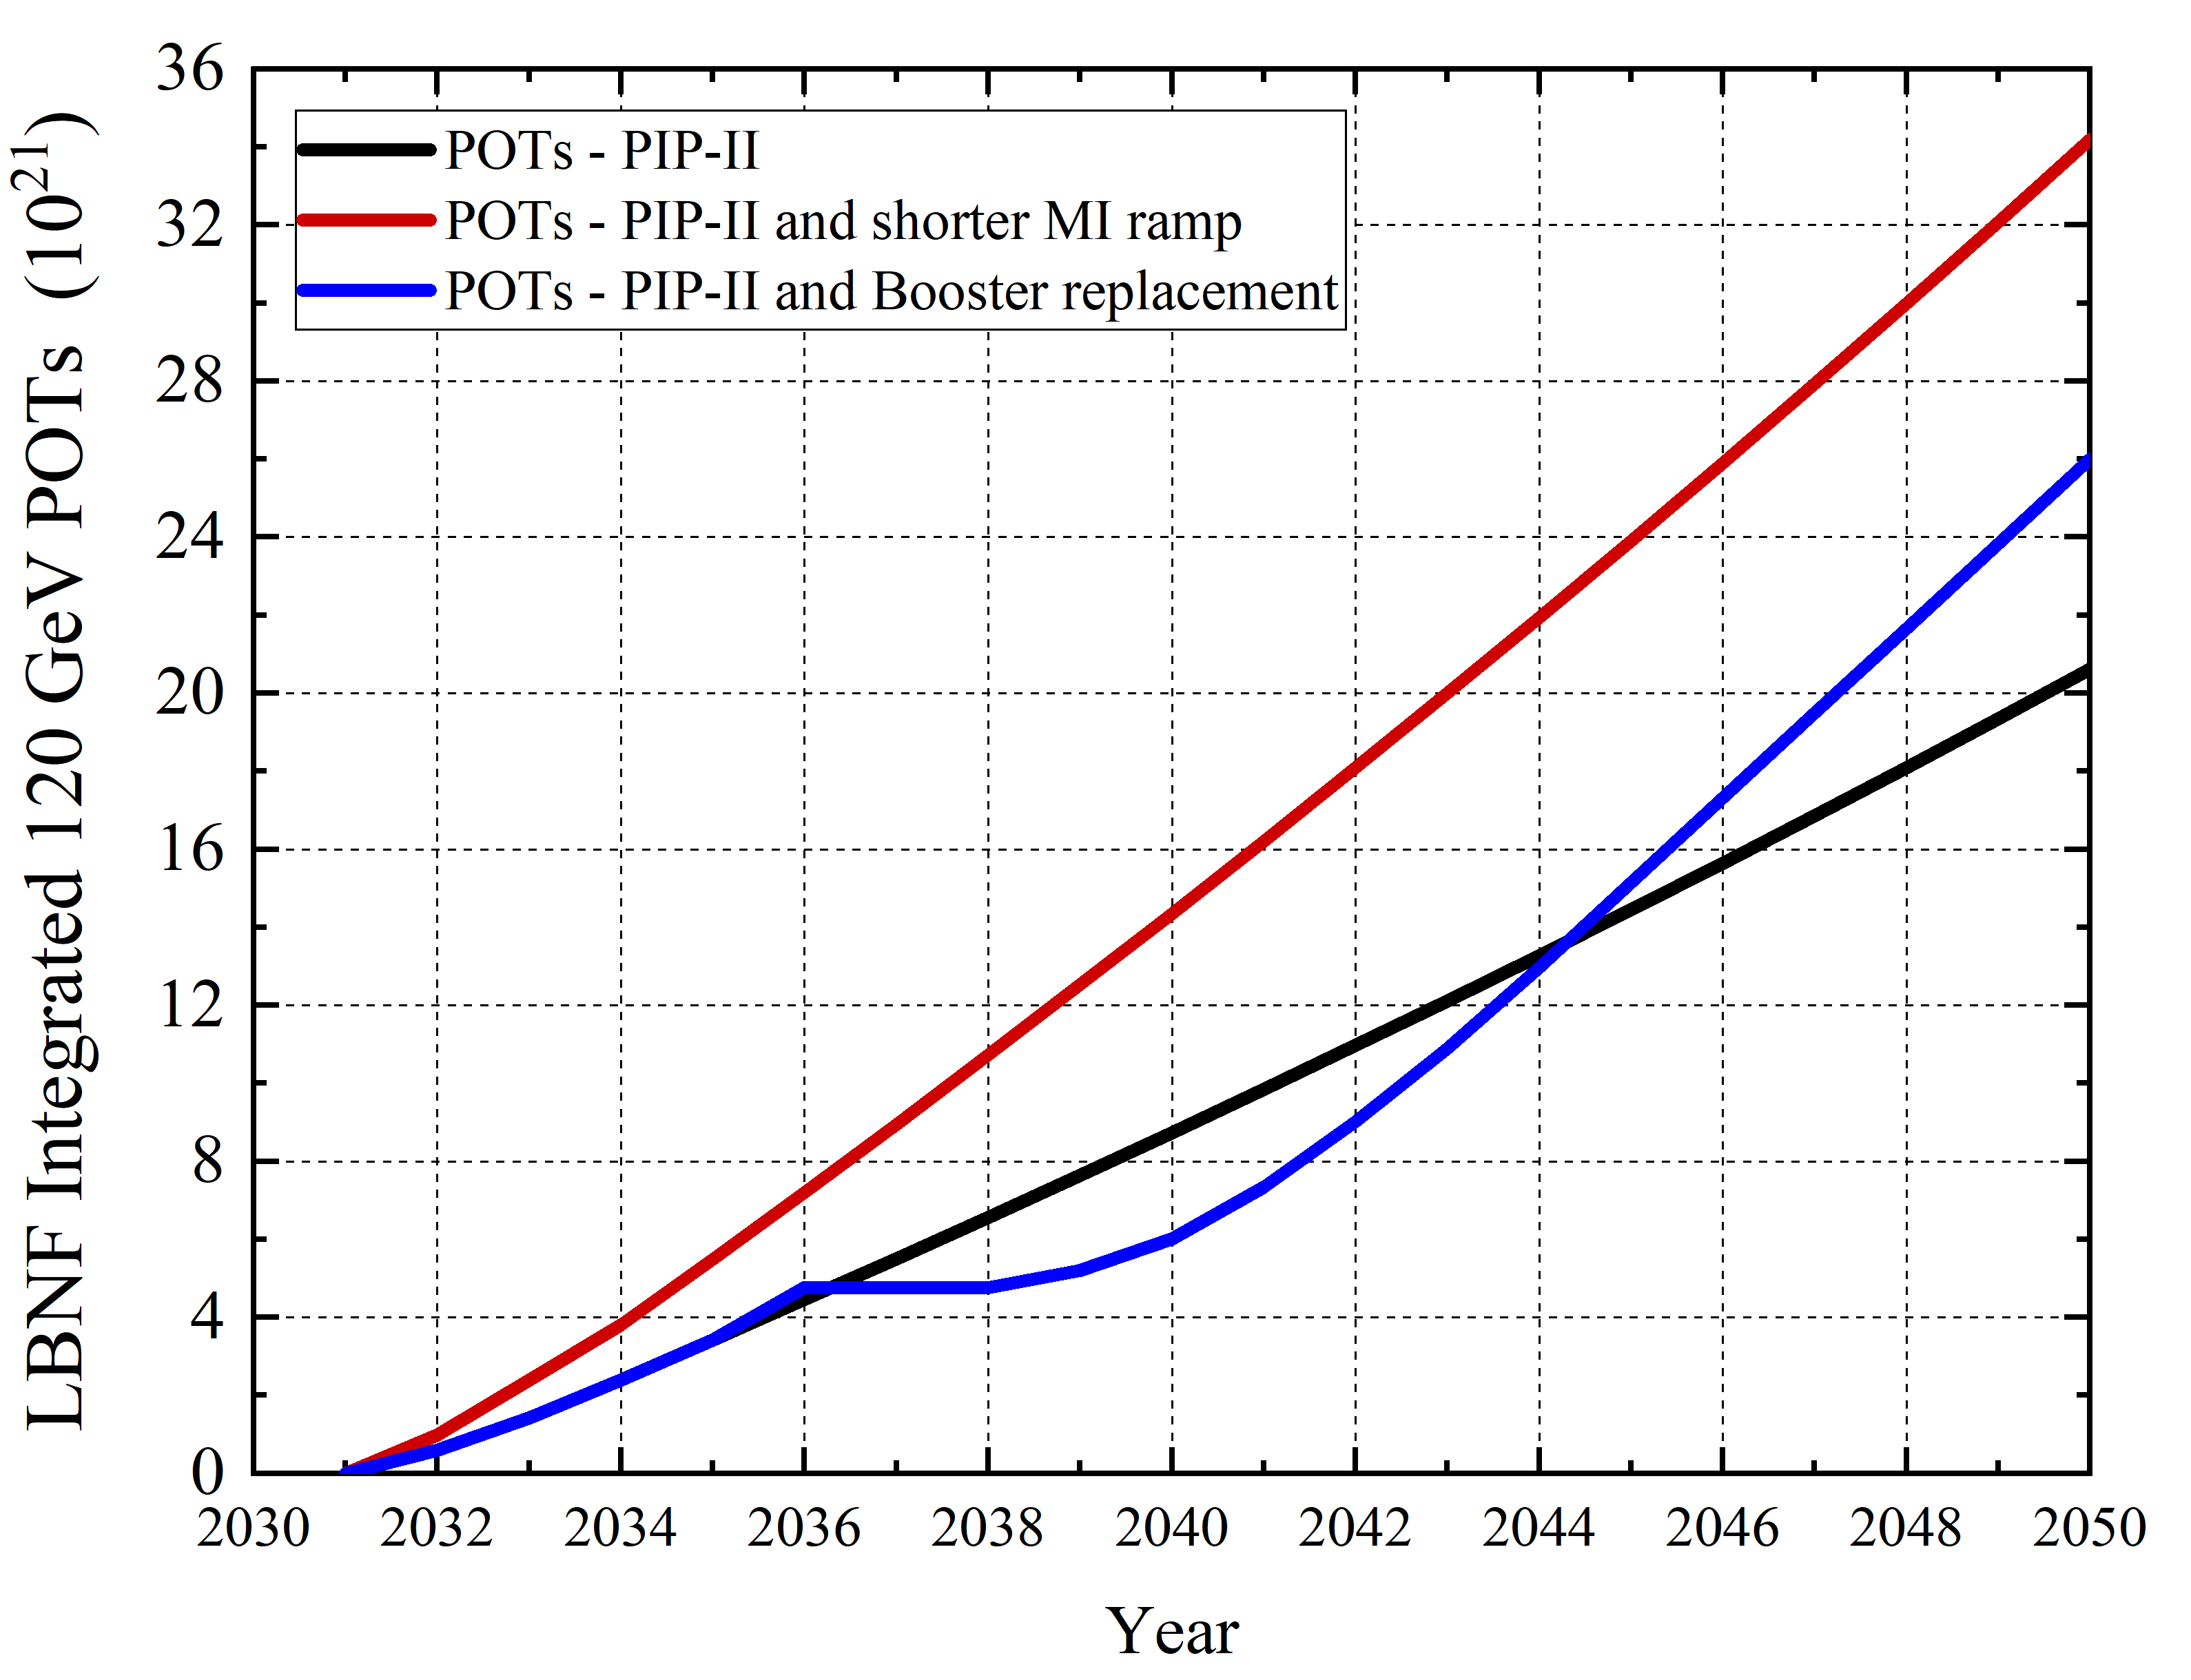 36
32
28
24
20
16
12
8
4
0
LBNF Integrated 120 GeV POTs (10²¹)
POTs - PIP-II
POTs - PIP-II and shorter MI ramp
POTs - PIP-II and Booster replacement
2030 2032 2034 2036 2038 2040 2042 2044 2046 2048 2050
Year